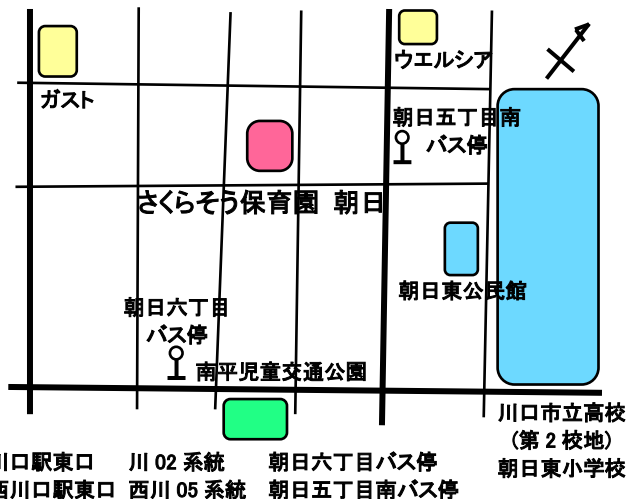 ウエルシア
ガスト
朝日五丁目南
バス停
さくらそう保育園 朝日
朝日東公民館
朝日六丁目
バス停
南平児童交通公園
川口市立高校
（第２校地）
朝日東小学校
川口駅東口 川 02 系統 朝日六丁目バス停
西川口駅東口 西川 05 系統 朝日五丁目南バス停